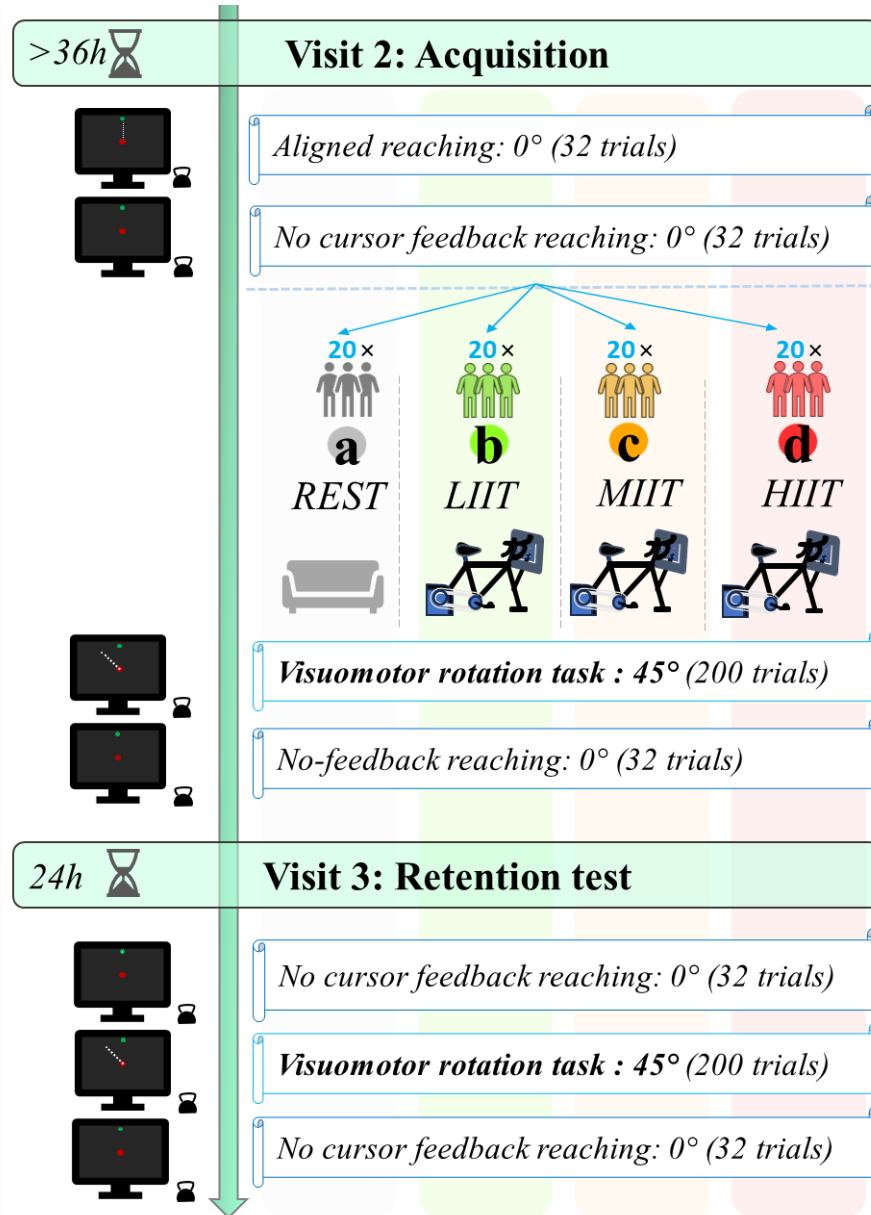 >36h
Visit 2: Acquisition
Aligned reaching: 0° (32 trials)
No cursor feedback reaching: 0° (32 trials)
20 × 20 × 20 × 20 ×
a b c d
REST LIIT MIIT HIIT
Visuomotor rotation task : 45° (200 trials)
No-feedback reaching: 0° (32 trials)
24h
Visit 3: Retention test
No cursor feedback reaching: 0° (32 trials)
Visuomotor rotation task : 45° (200 trials)
No cursor feedback reaching: 0° (32 trials)